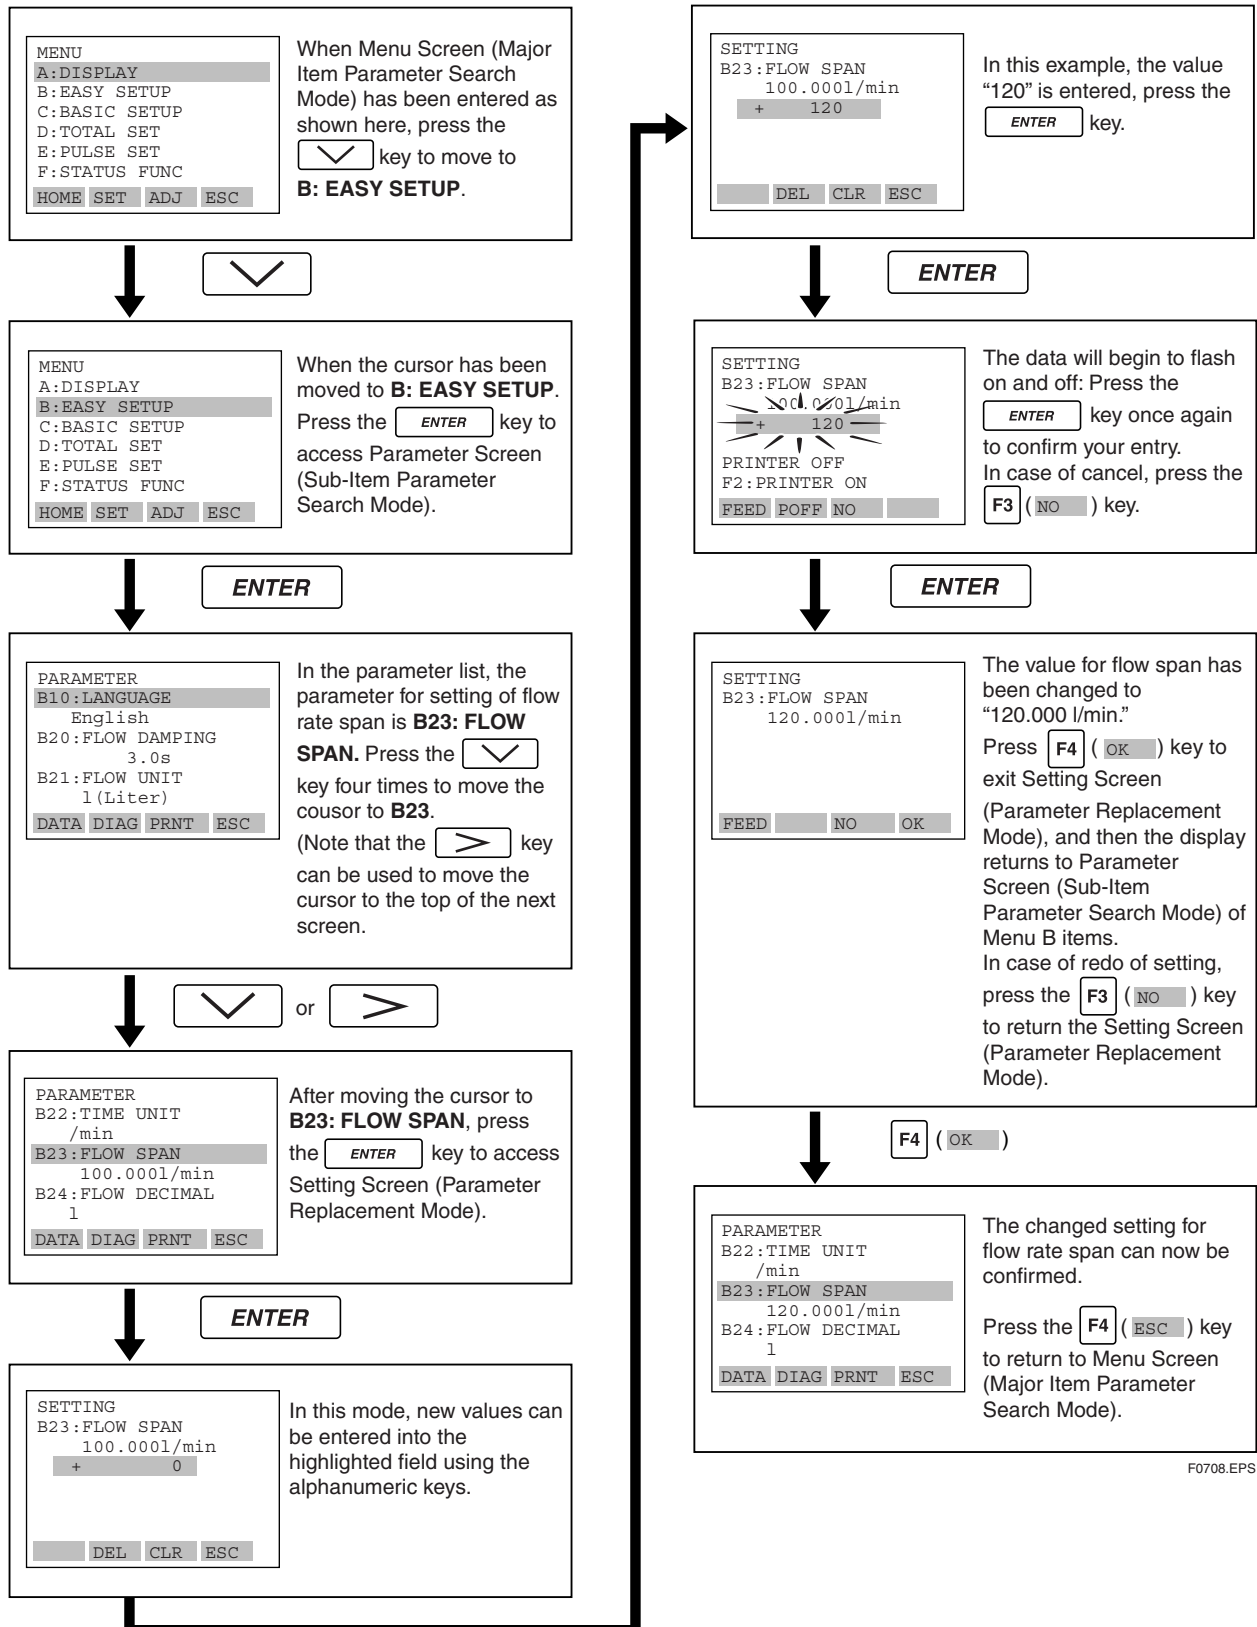 MENU
A:DISPLAY
B:EASY SETUP
C:BASIC SETUP
D:TOTAL SET
E:PULSE SET
F:STATUS FUNC
HOME SET ADJ ESC
When Menu Screen (Major
Item Parameter Search
Mode) has been entered as
shown here, press the
key to move to
B: EASY SETUP.
MENU
A:DISPLAY
B:EASY SETUP
C:BASIC SETUP
D:TOTAL SET
E:PULSE SET
F:STATUS FUNC
HOME SET ADJ ESC
When the cursor has been
moved to B: EASY SETUP.
Press the ENTER key to
access Parameter Screen
(Sub-Item Parameter
Search Mode).
ENTER
PARAMETER
B10:LANGUAGE
English
B20:FLOW DAMPING
3.0s
B21:FLOW UNIT
l(Liter)
DATA DIAG PRNT ESC
In the parameter list, the
parameter for setting of flow
rate span is B23: FLOW
SPAN. Press the
key four times to move the
cousor to B23.
(Note that the > key
can be used to move the
cursor to the top of the next
screen.
or >
PARAMETER
B22:TIME UNIT
/min
B23:FLOW SPAN
100.000l/min
B24:FLOW DECIMAL
l
DATA DIAG PRNT ESC
After moving the cursor to
B23: FLOW SPAN, press
the ENTER key to access
Setting Screen (Parameter
Replacement Mode).
ENTER
SETTING
B23:FLOW SPAN
100.000l/min
+ 0
DEL CLR ESC
In this mode, new values can
be entered into the
highlighted field using the
alphanumeric keys.
SETTING
B23:FLOW SPAN
100.000l/min
+ 120
DEL CLR ESC
In this example, the value
“120” is entered, press the
ENTER key.
ENTER
SETTING
B23:FLOW SPAN
100.000l/min
+ 120
PRINTER OFF
F2:PRINTER ON
FEED POFF NO
The data will begin to flash
on and off: Press the
ENTER key once again
to confirm your entry.
In case of cancel, press the
F3 ( NO ) key.
ENTER
SETTING
B23:FLOW SPAN
120.000l/min
FEED NO OK
The value for flow span has
been changed to
“120.000 l/min.”
Press F4 ( OK ) key to
exit Setting Screen
(Parameter Replacement
Mode), and then the display
returns to Parameter
Screen (Sub-Item
Parameter Search Mode) of
Menu B items.
In case of redo of setting,
press the F3 ( NO ) key
to return the Setting Screen
(Parameter Replacement
Mode).
F4 ( OK )
PARAMETER
B22:TIME UNIT
/min
B23:FLOW SPAN
120.000l/min
B24:FLOW DECIMAL
l
DATA DIAG PRNT ESC
The changed setting for
flow rate span can now be
confirmed.
Press the F4 ( ESC ) key
to return to Menu Screen
(Major Item Parameter
Search Mode).
F0708.EPS